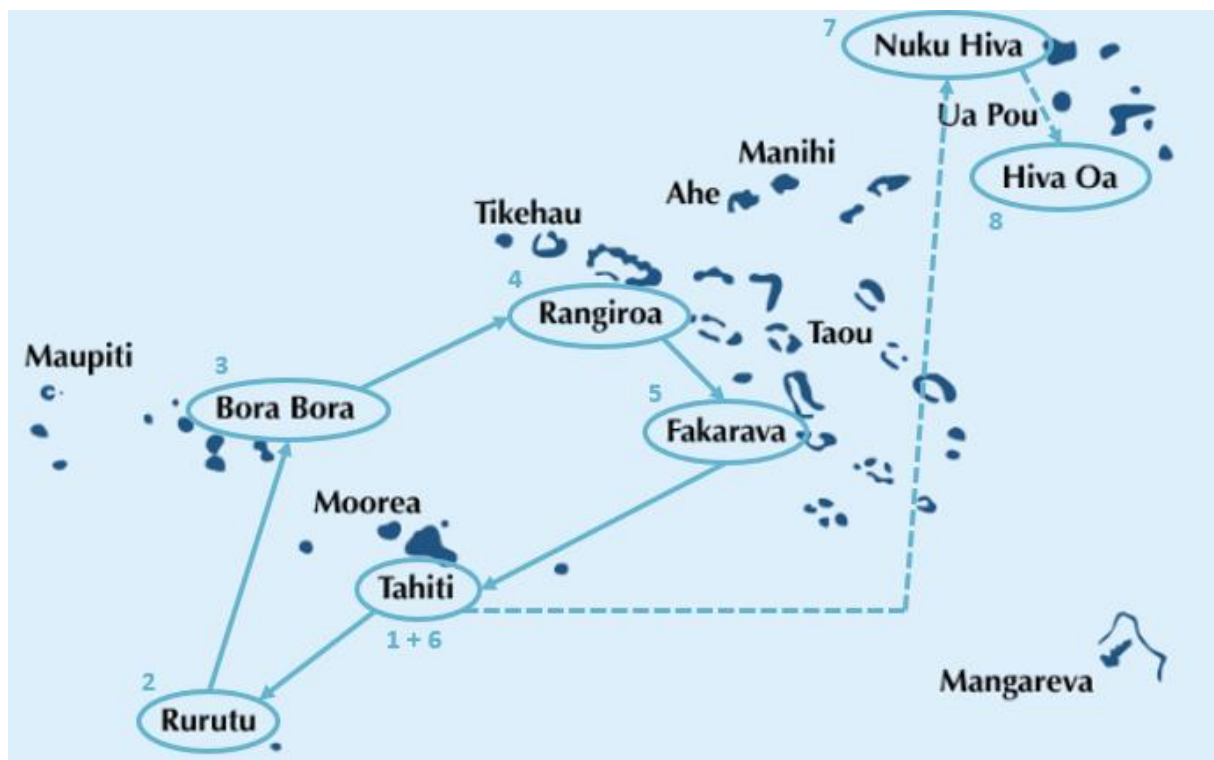 7
Nuku Hiva
Ua Pou
Manihi
Hiva Oa
Ahe
8
Tikehau
4
Rangiroa
Taou
Maupiti
3
Bora Bora
5
Fakarava
Moorea
Tahiti
1 + 6
2
Mangareva
Rurutu